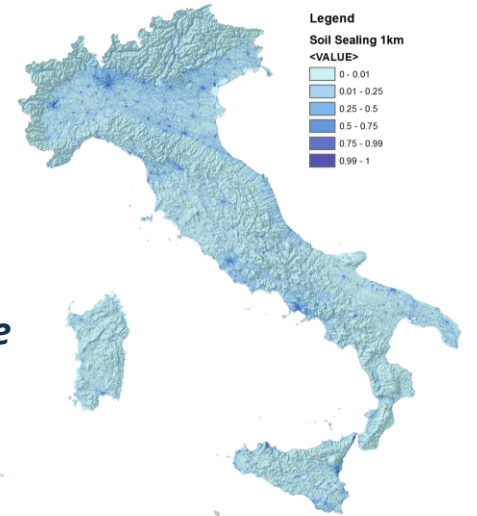 Legend
Soil Sealing 1km
<VALUE>
0 - 0.01
0.01 - 0.25
0.25 - 0.5
0.5 - 0.75
0.75 - 0.99
0.99 - 1
e